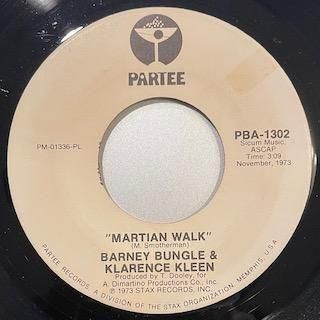 PARTEE
PM-01336-PL
PBA-1302
Sicum Music,
ASCAP
Time: 3:09
November, 1973
"MARTIAN WALK"
(M. Smotherman)
BARNEY BUNGLE &
KLARENCE KLEEN
Produced by T. Dooley, for
A. Dimartino Productions Co., Inc.
℗ 1973 STAX RECORDS, INC.
PARTEE RECORDS, A DIVISION OF THE STAX ORGANIZATION, MEMPHIS, U.S.A.